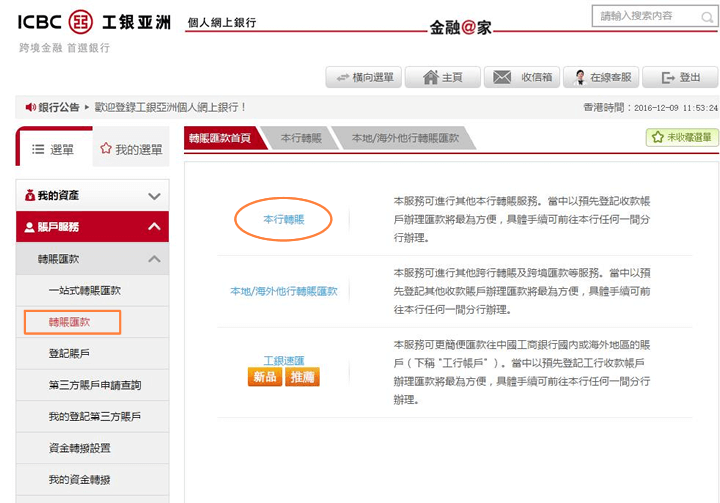 ICBC 工银亚洲 個人網上銀行
跨境金融 首選銀行
金融@家
請輸入搜索内容
橫向選單 主頁 收信箱 在線客服 登出
銀行公告 歡迎登錄工銀亞洲個人網上銀行！
香港時間：2016-12-09 11:53:24
選單 我的選單
轉賬匯款首頁 本行轉賬 本地/海外他行轉賬匯款 未收藏選單
我的資產
賬戶服務
轉賬匯款
一站式轉賬匯款
轉賬匯款
登記賬戶
第三方賬戶申請查詢
我的登記第三方賬戶
資金轉撥設置
我的資金轉撥
本行轉賬
本服務可進行其他本行轉賬服務。當中以預先登記收款帳
戶辦理匯款將最為方便，具體手續可前往本行任何一間分
行辦理。
本地/海外他行轉賬匯款
本服務可進行其他跨行轉賬及跨境匯款等服務。當中以預
先登記其他收款賬戶辦理匯款將最為方便，具體手續可前
往本行任何一間分行辦理。
工銀速匯
新品 推薦
本服務可更簡便匯款往中國工商銀行國內或海外地區的賬
戶（下稱 "工行帳戶" ）。當中以預先登記工行收款帳戶
辦理匯款將最為方便，具體手續可前往本行任何一間分行
辦理。